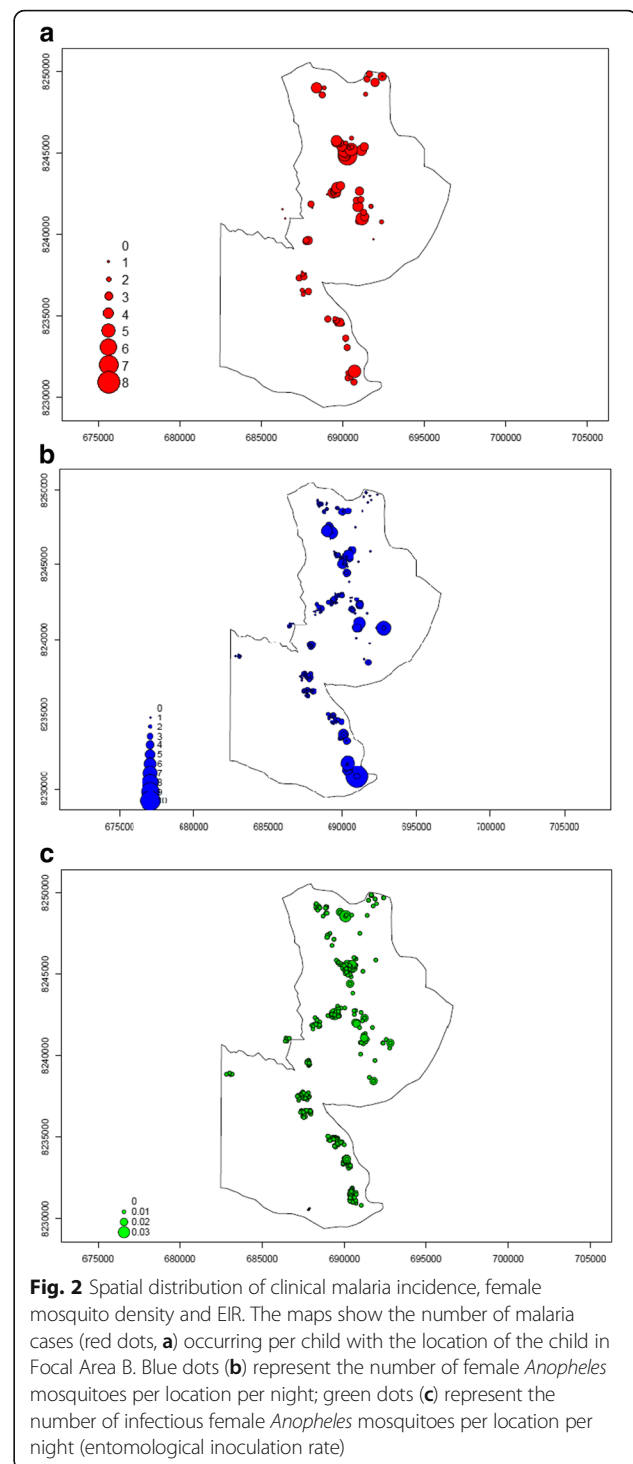 a
8250000
8245000
8240000
8235000
8230000
0
1
2
3
4
5
6
7
8
675000 680000 685000 690000 695000 700000 705000
b
8250000
8245000
8240000
8235000
8230000
0
1
2
3
4
5
6
7
8
9
675000 680000 685000 690000 695000 700000 705000
c
8250000
8245000
8240000
8235000
8230000
0
0.01
0.02
0.03
675000 680000 685000 690000 695000 700000 705000
Fig. 2 Spatial distribution of clinical malaria incidence, female
mosquito density and EIR. The maps show the number of malaria
cases (red dots, a) occurring per child with the location of the child in
Focal Area B. Blue dots (b) represent the number of female Anopheles
mosquitoes per location per night; green dots (c) represent the
number of infectious female Anopheles mosquitoes per location per
night (entomological inoculation rate)